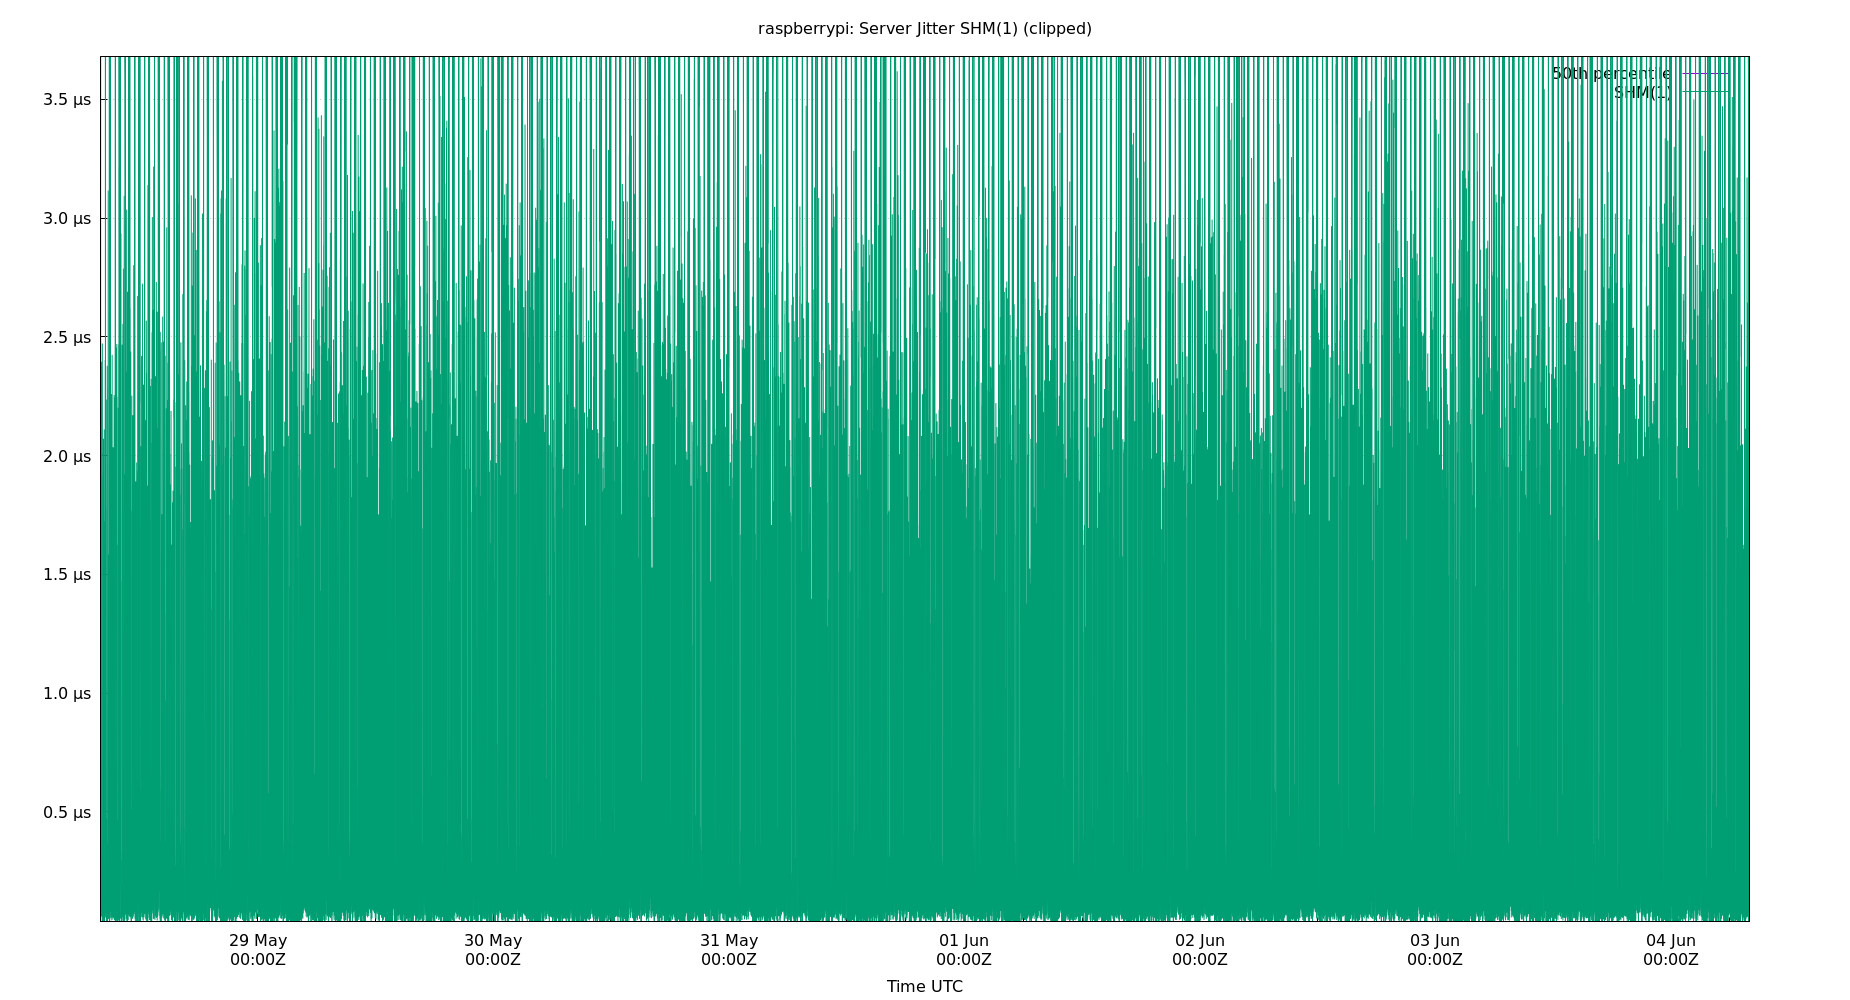 raspberrypi: Server Jitter SHM(1) (clipped)
50th percentile
SHM(1)
3.5 μs
3.0 μs
2.5 μs
2.0 μs
1.5 μs
1.0 μs
0.5 μs
29 May 30 May 31 May 01 Jun 02 Jun 03 Jun 04 Jun
00:00Z 00:00Z 00:00Z 00:00Z 00:00Z 00:00Z 00:00Z
Time UTC